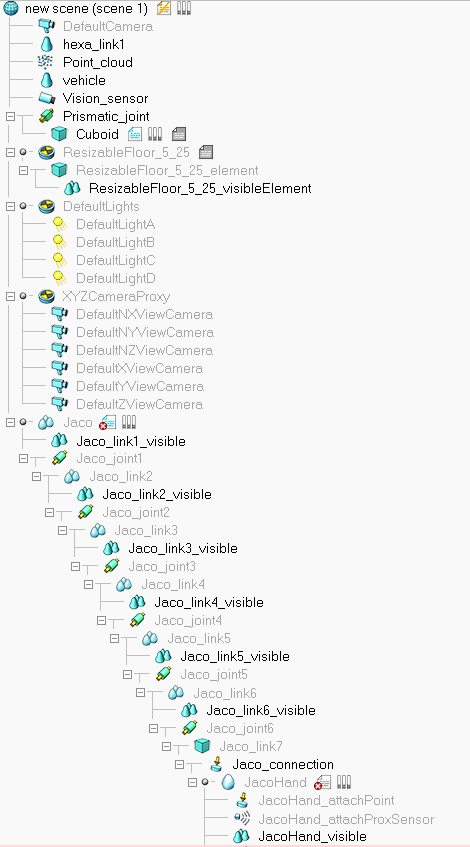 new scene (scene 1)
DefaultCamera
hexa_link1
Point_cloud
vehicle
Vision_sensor
Prismatic_joint
Cuboid
ResizableFloor_5_25
ResizableFloor_5_25_element
ResizableFloor_5_25_visibleElement
DefaultLights
DefaultLightA
DefaultLightB
DefaultLightC
DefaultLightD
XYZCameraProxy
DefaultNXViewCamera
DefaultNYViewCamera
DefaultNZViewCamera
DefaultXViewCamera
DefaultYViewCamera
DefaultZViewCamera
Jaco
Jaco_link1_visible
Jaco_joint1
Jaco_link2
Jaco_link2_visible
Jaco_joint2
Jaco_link3
Jaco_link3_visible
Jaco_joint3
Jaco_link4
Jaco_link4_visible
Jaco_joint4
Jaco_link5
Jaco_link5_visible
Jaco_joint5
Jaco_link6
Jaco_link6_visible
Jaco_joint6
Jaco_link7
Jaco_connection
JacoHand
JacoHand_attachPoint
JacoHand_attachProxSensor
JacoHand_visible